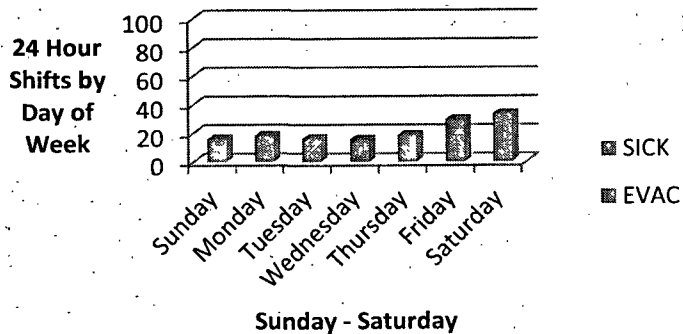 24 Hour
Shifts by
Day of
Week
100
80
60
40
20
0
Sunday
Monday
Tuesday
Wednesday
Thursday
Friday
Saturday
SICK
EVAC
Sunday - Saturday